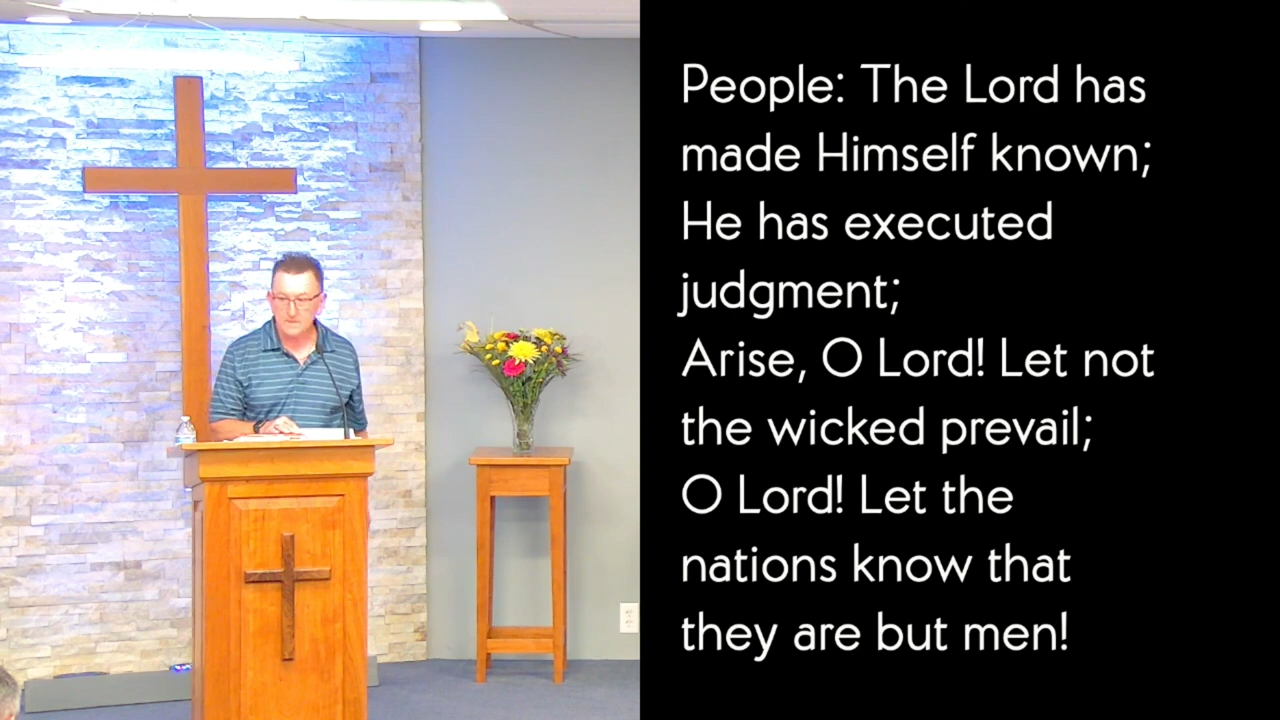 People: The Lord has
made Himself known;
He has executed
judgment;
Arise, O Lord! Let not
the wicked prevail;
O Lord! Let the
nations know that
they are but men!